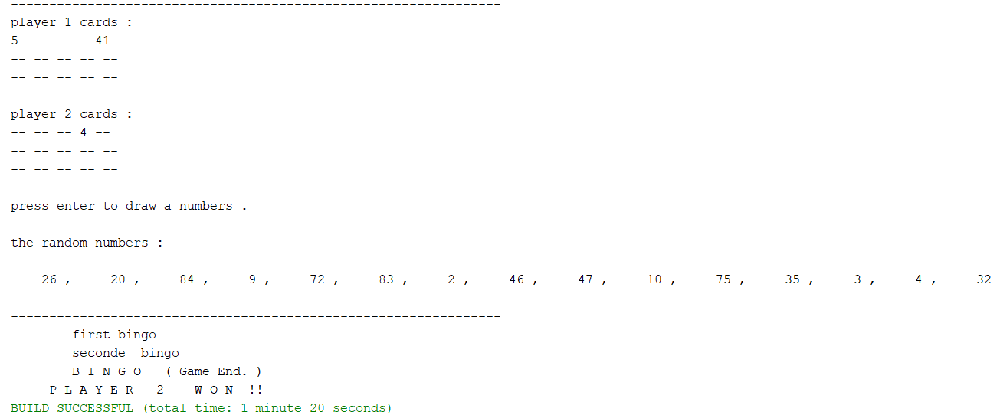 ----------------------------------------------------------------
player 1 cards :
5 -- -- -- 41
-- -- -- -- --
-- -- -- -- --
-----------------
player 2 cards :
-- -- -- 4 --
-- -- -- -- --
-- -- -- -- --
-----------------
press enter to draw a numbers .
the random numbers :
26 , 20 , 84 , 9 , 72 , 83 , 2 , 46 , 47 , 10 , 75 , 35 , 3 , 4 , 32
----------------------------------------------------------------
first bingo
seconde  bingo
B I N G O   ( Game End. )
P L A Y E R   2    W O N  !!
BUILD SUCCESSFUL (total time: 1 minute 20 seconds)